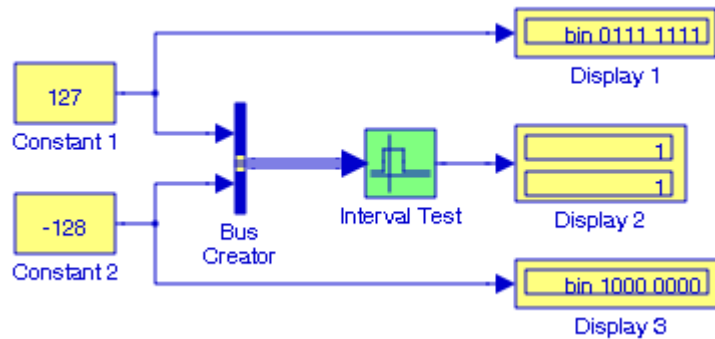 bin 0111 1111
Display 1
127
Constant 1
1
1
Display 2
Interval Test
-128
Constant 2
Bus
Creator
bin 1000 0000
Display 3